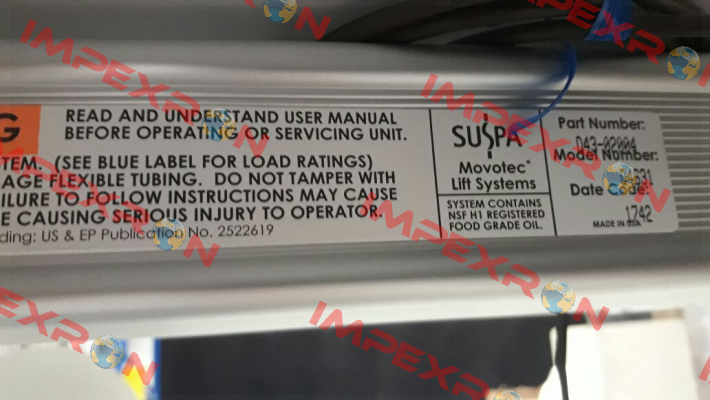 G
READ AND UNDERSTAND USER MANUAL
BEFORE OPERATING OR SERVICING UNIT.
TEM. (SEE BLUE LABEL FOR LOAD RATINGS)
AGE FLEXIBLE TUBING. DO NOT TAMPER WITH
ILURE TO FOLLOW INSTRUCTIONS MAY CAUSE
E CAUSING SERIOUS INJURY TO OPERATOR.
ding: US & EP Publication No. 2522619
SUSPA
Movotec®
Lift Systems
SYSTEM CONTAINS
NSF H1 REGISTERED
FOOD GRADE OIL.
Part Number:
D43-02004
Model Number:
Date Code:
1742
MADE IN USA
IMPEXRON
IMPEXRON
IMPEXRON
IMPEXRON
IMPEXRON
IMPEXRON